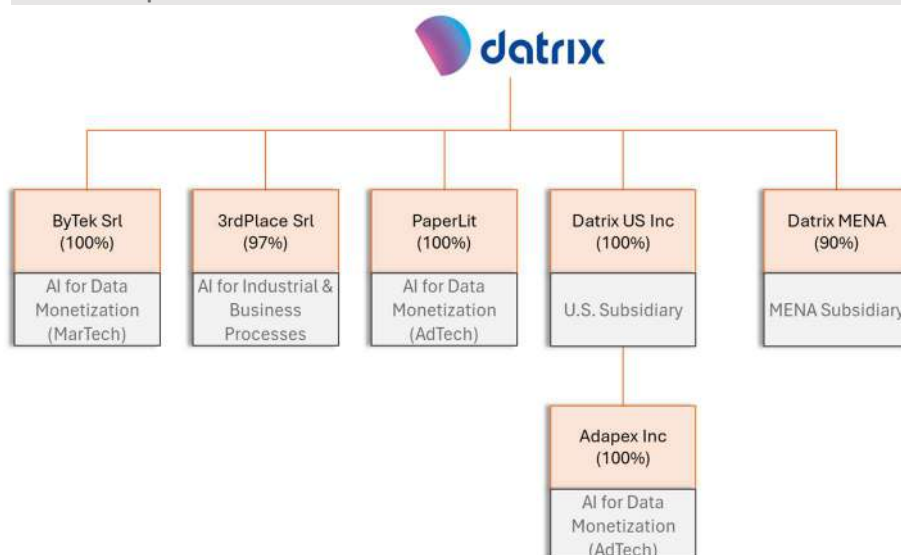 datrix
ByTek Srl
(100%)
AI for Data
Monetization
(MarTech)
3rdPlace Srl
(97%)
AI for Industrial &
Business
Processes
PaperLit
(100%)
AI for Data
Monetization
(AdTech)
Datrix US Inc
(100%)
U.S. Subsidiary
Datrix MENA
(90%)
MENA Subsidiary
Adapex Inc
(100%)
AI for Data
Monetization
(AdTech)